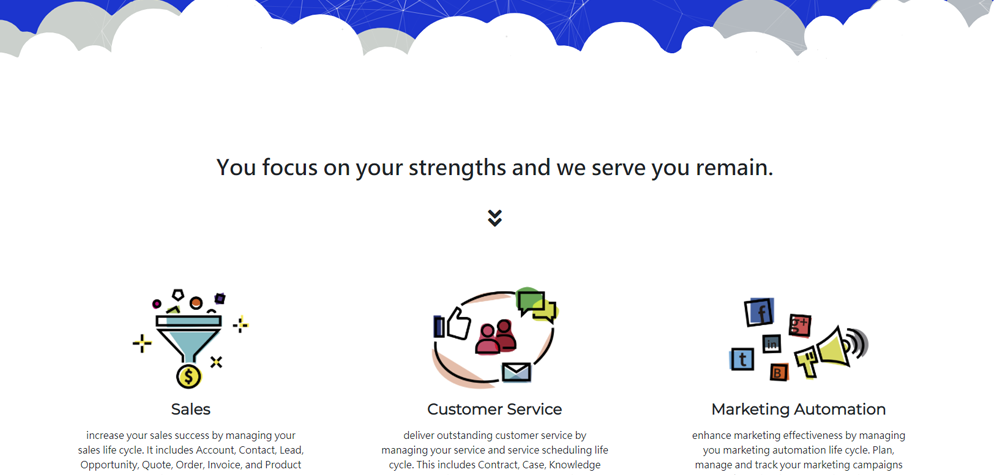 You focus on your strengths and we serve you remain.
f
g+
in
t
B
$
Sales
increase your sales success by managing your
sales life cycle. It includes Account, Contact, Lead,
Opportunity, Quote, Order, Invoice, and Product
Customer Service
deliver outstanding customer service by
managing your service and service scheduling life
cycle. This includes Contract, Case, Knowledge
Marketing Automation
enhance marketing effectiveness by managing
you marketing automation life cycle. Plan,
manage and track your marketing campaigns